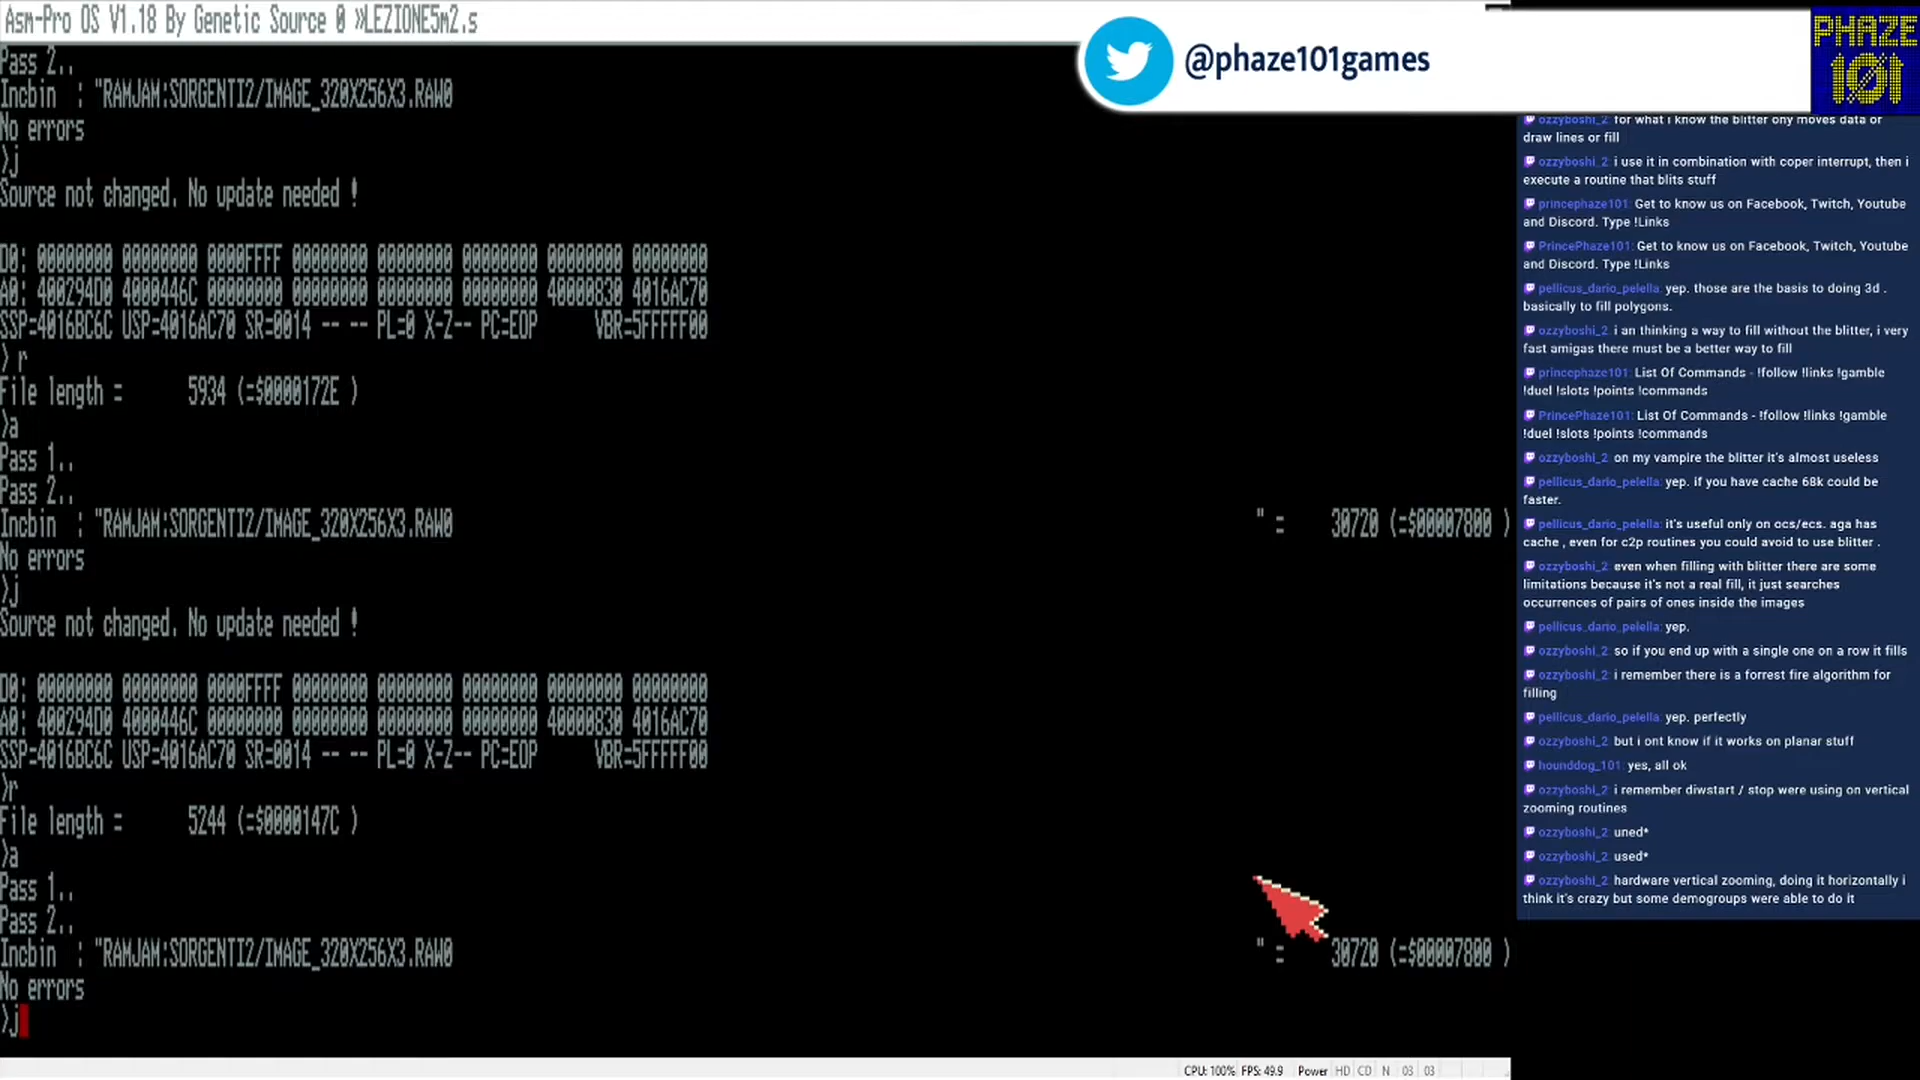 Asm-Pro OS V1.18 By Genetic Source 0 »LEZIONE5m2.s
Pass 2..
Incbin : "RAMJAM:SORGENTI2/IMAGE_320X256X3.RAW0
No errors
>j
Source not changed. No update needed !
D0: 00000000 00000000 0000FFFF 00000000 00000000 00000000 00000000 00000000
A0: 400294D0 4000446C 00000000 00000000 00000000 00000000 40000830 4016AC70
SSP=4016BC6C USP=4016AC70 SR=0014 -- -- PL=0 X-Z-- PC=EOP VBR=5FFFFF00
> r
File length = 5934 (=$0000172E )
>a
Pass 1..
Pass 2..
Incbin : "RAMJAM:SORGENTI2/IMAGE_320X256X3.RAW0 " = 30720 (=$00007800 )
No errors
>j
Source not changed. No update needed !
D0: 00000000 00000000 0000FFFF 00000000 00000000 00000000 00000000 00000000
A0: 400294D0 4000446C 00000000 00000000 00000000 00000000 40000830 4016AC70
SSP=4016BC6C USP=4016AC70 SR=0014 -- -- PL=0 X-Z-- PC=EOP VBR=5FFFFF00
>r
File length = 5244 (=$0000147C )
>a
Pass 1..
Pass 2..
Incbin : "RAMJAM:SORGENTI2/IMAGE_320X256X3.RAW0 " = 30720 (=$00007800 )
No errors
>j
CPU: 100% FPS: 49.9 Power HD CD N 03 03
@phaze101games
PHAZE
101
ozzyboshi_2: for what i know the blitter ony moves data or
draw lines or fill
ozzyboshi_2: i use it in combination with coper interrupt, then i
execute a routine that blits stuff
princephaze101: Get to know us on Facebook, Twitch, Youtube
and Discord. Type !Links
PrincePhaze101: Get to know us on Facebook, Twitch, Youtube
and Discord. Type !Links
pellicus_dario_pelella: yep. those are the basis to doing 3d .
basically to fill polygons.
ozzyboshi_2: i an thinking a way to fill without the blitter, i very
fast amigas there must be a better way to fill
princephaze101: List Of Commands - !follow !links !gamble
!duel !slots !points !commands
PrincePhaze101: List Of Commands - !follow !links !gamble
!duel !slots !points !commands
ozzyboshi_2: on my vampire the blitter it's almost useless
pellicus_dario_pelella: yep. if you have cache 68k could be
faster.
pellicus_dario_pelella: it's useful only on ocs/ecs. aga has
cache , even for c2p routines you could avoid to use blitter .
ozzyboshi_2: even when filling with blitter there are some
limitations because it's not a real fill, it just searches
occurrences of pairs of ones inside the images
pellicus_dario_pelella: yep.
ozzyboshi_2: so if you end up with a single one on a row it fills
ozzyboshi_2: i remember there is a forrest fire algorithm for
filling
pellicus_dario_pelella: yep. perfectly
ozzyboshi_2: but i ont know if it works on planar stuff
hounddog_101: yes, all ok
ozzyboshi_2: i remember diwstart / stop were using on vertical
zooming routines
ozzyboshi_2: uned*
ozzyboshi_2: used*
ozzyboshi_2: hardware vertical zooming, doing it horizontally i
think it's crazy but some demogroups were able to do it